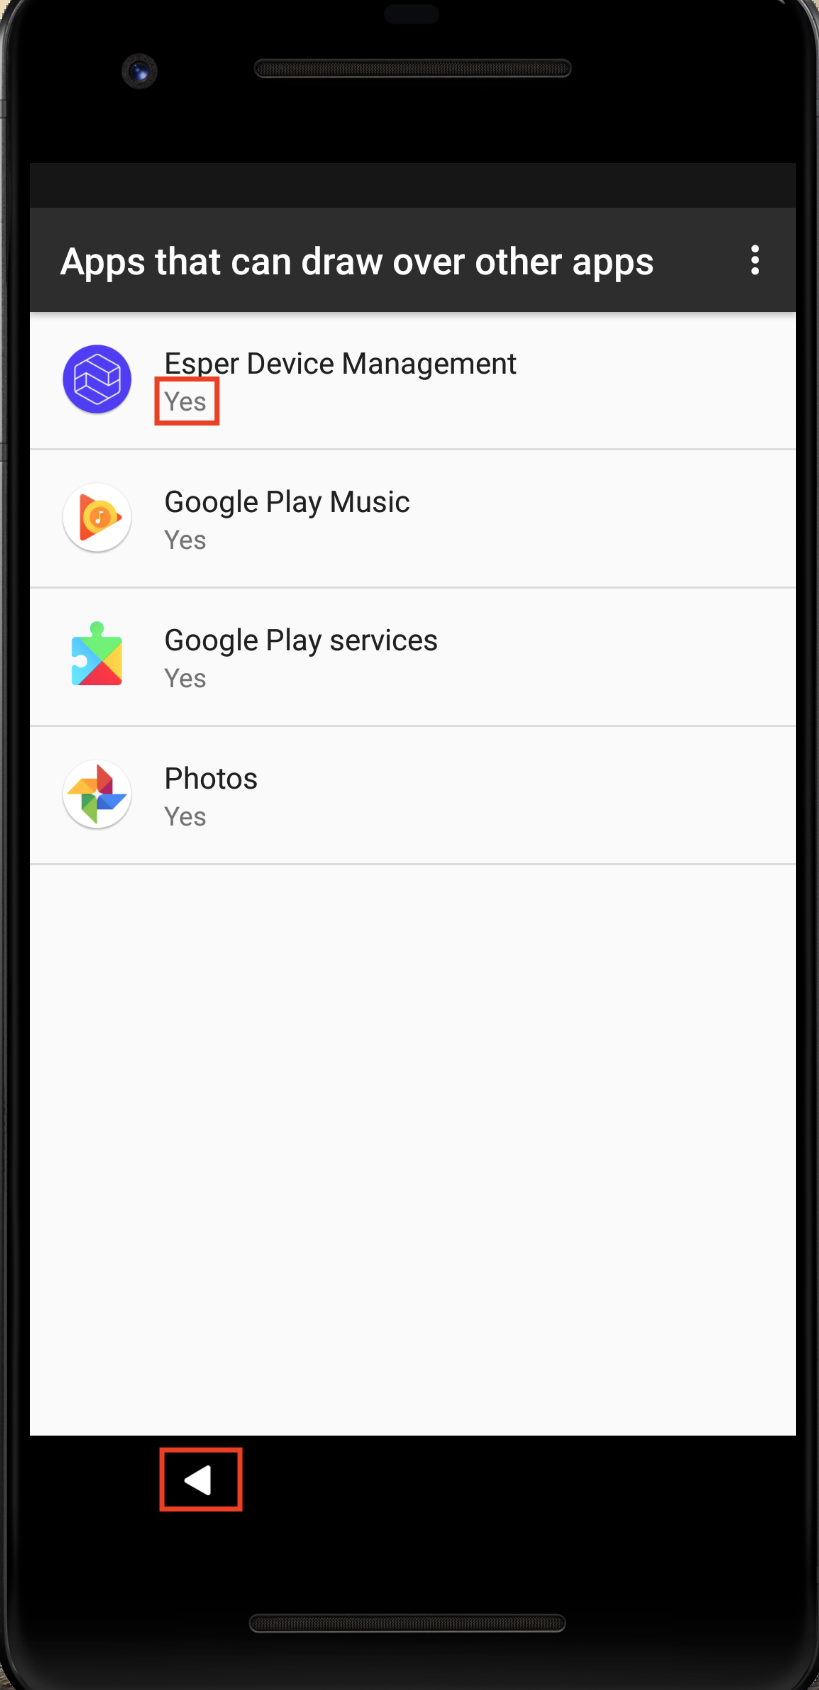 Apps that can draw over other apps
Esper Device Management
Yes
Google Play Music
Yes
Google Play services
Yes
Photos
Yes